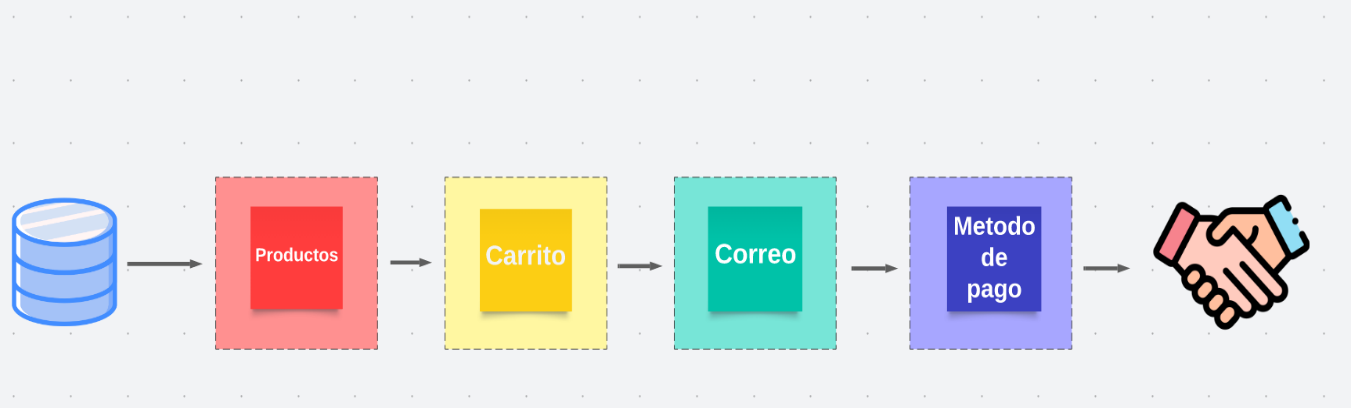 Productos
Carrito
Correo
Metodo
de
pago